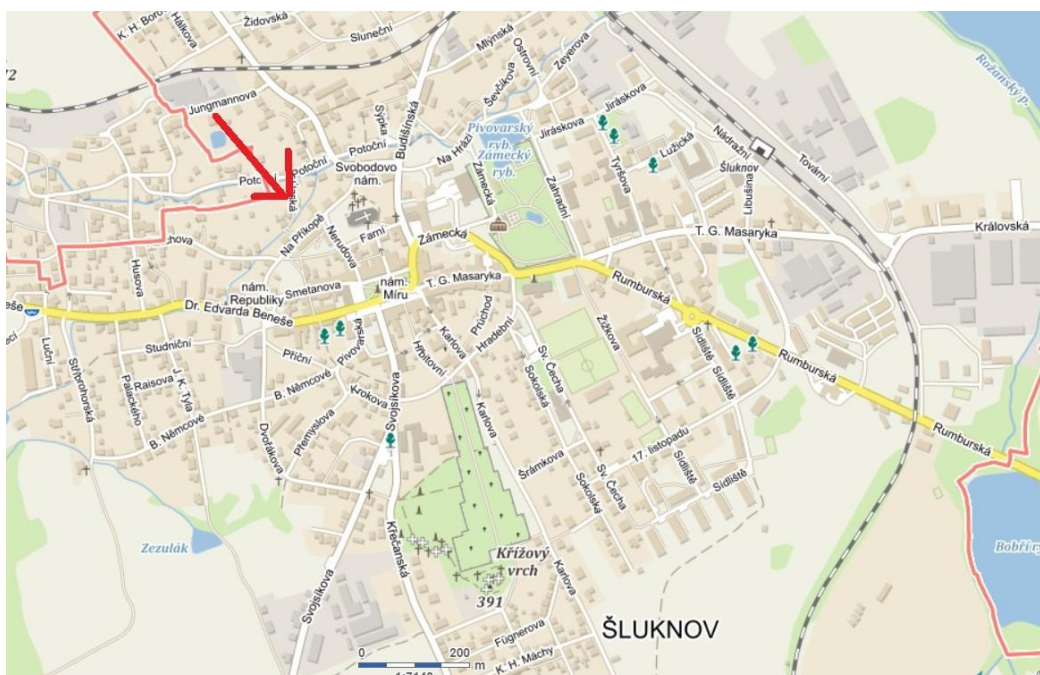 Židovská
Hálkova
Sluneční
Mlýnská
Ostrovní
Zeyerova
Ševčíkova
Rožanský p.
Jungmannova
Sýpka
Budišínská
Pivovarský
ryb.
Zámecký
ryb.
Jiráskova
Jiráskova
Na Hrázi
Potoční
Potoční
Svobodovo
nám.
Zámecká
Zahradní
Tyršova
Lužická
Nádražní
Šluknov
Tovární
Libušina
Královská
Na Příkopě
Nerudova
Farní
Zámecká
T. G. Masaryka
Husova
nám.
Republiky
Smetanova
nám.
Míru
T. G. Masaryka
Rumburská
Dr. Edvarda Beneše
Luční
Studniční
Příční
Pivovarská
Karlova
Průchod
Hradební
Hřbitovní
Žižkova
Sídliště
Sídliště
Rumburská
Stříbrohorská
Palackého
Raisova
J. K. Tyla
B. Němcové
B. Němcové
Krokova
Svojsíkova
Sv. Čecha
Sokolská
Karlova
Přemyslova
Dvořákova
Šrámkova
17. listopadu
Sídliště
Sídliště
Rumburská
Sokolská
Sv. Čecha
Zezulák
Křečanská
Křížový
vrch
391
Karlova
Svojsíkova
Fügnerova
K. H. Máchy
ŠLUKNOV
0 200 m